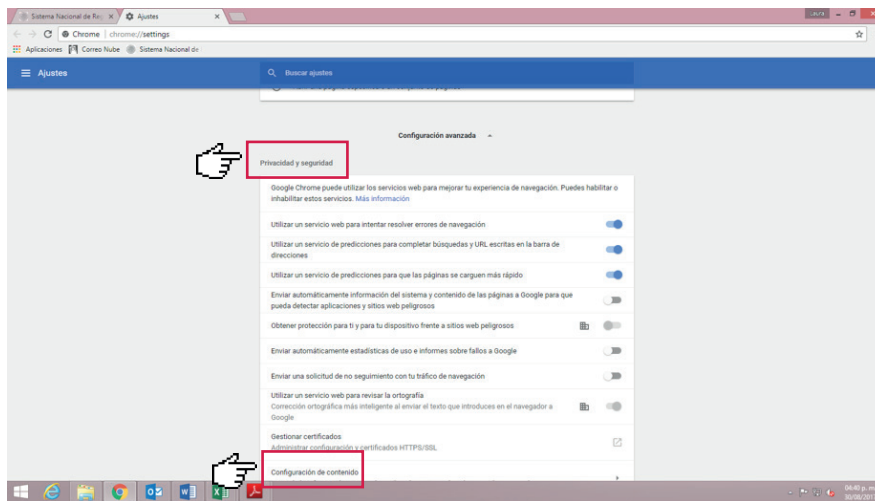 Sistema Nacional de Reg
Ajustes
Chrome | chrome://settings
Aplicaciones Correo Nube Sistema Nacional de
Ajustes
Buscar ajustes
Configuración avanzada
Privacidad y seguridad
Google Chrome puede utilizar los servicios web para mejorar tu experiencia de navegación. Puedes habilitar o
inhabilitar estos servicios. Más información
Utilizar un servicio web para intentar resolver errores de navegación
Utilizar un servicio de predicciones para completar búsquedas y URL escritas en la barra de
direcciones
Utilizar un servicio de predicciones para que las páginas se carguen más rápido
Enviar automáticamente información del sistema y contenido de las páginas a Google para que
pueda detectar aplicaciones y sitios web peligrosos
Obtener protección para ti y para tu dispositivo frente a sitios web peligrosos
Enviar automáticamente estadísticas de uso e informes sobre fallos a Google
Enviar una solicitud de no seguimiento con tu tráfico de navegación
Utilizar un servicio web para revisar la ortografía
Corrección ortográfica más inteligente al enviar el texto que introduces en el navegador a
Google
Gestionar certificados
Administrar configuración y certificados HTTPS/SSL
Configuración de contenido
06:40 p. m.
30/08/201